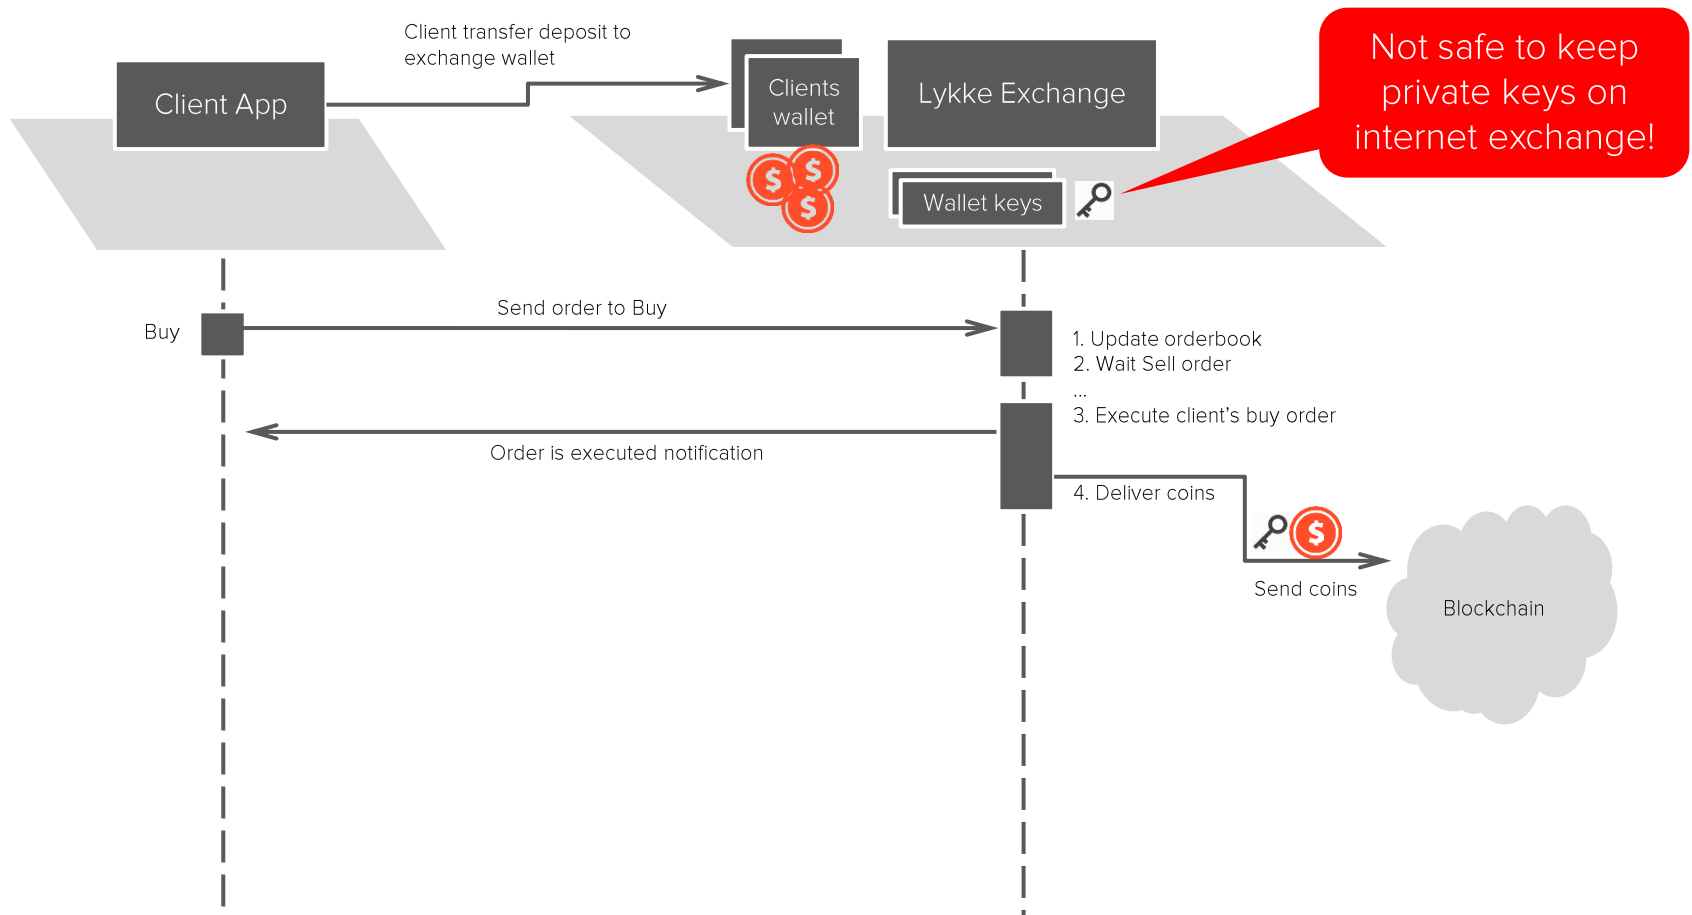 Client transfer deposit to
exchange wallet
Client App
Clients
wallet
Lykke Exchange
Not safe to keep
private keys on
internet exchange!
$
$
$
Wallet keys
Send order to Buy
Buy
1. Update orderbook
2. Wait Sell order
...
3. Execute client’s buy order
Order is executed notification
4. Deliver coins
$
Send coins
Blockchain